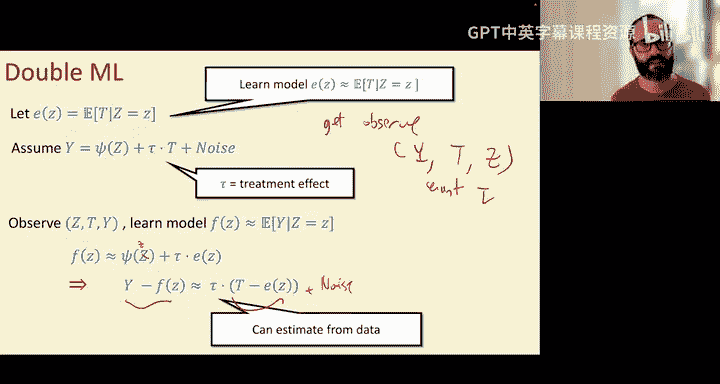 GPT中英字幕课程资源 bilibili
Double ML
Learn model e(z) ≈ 𝔼[T|Z = z ]
Let e(z) = 𝔼[T|Z = z]
get observe
(Y, T, Z)
Assume Y = ψ(Z) + τ · T + Noise
want τ
τ = treatment effect
Observe (Z, T, Y) , learn model f(z) ≈ 𝔼[Y|Z = z]
z
f(z) ≈ ψ(Z) + τ · e(z)
⇒ Y − f(z) ≈ τ · (T − e(z)) + Noise
Can estimate from data